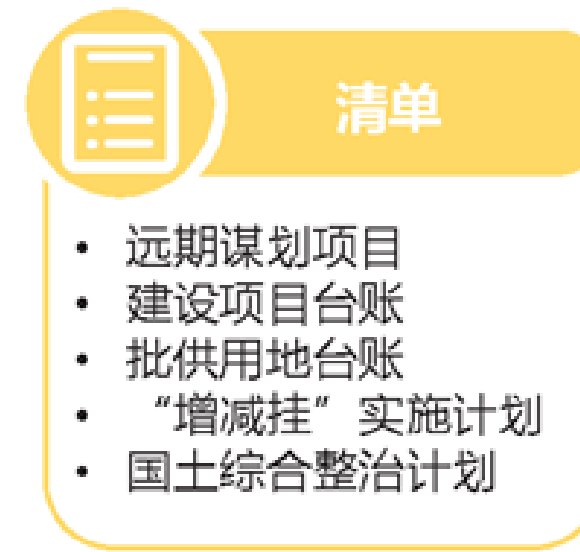 清单
• 远期谋划项目
• 建设项目台账
• 批供用地台账
• “增减挂”实施计划
• 国土综合整治计划